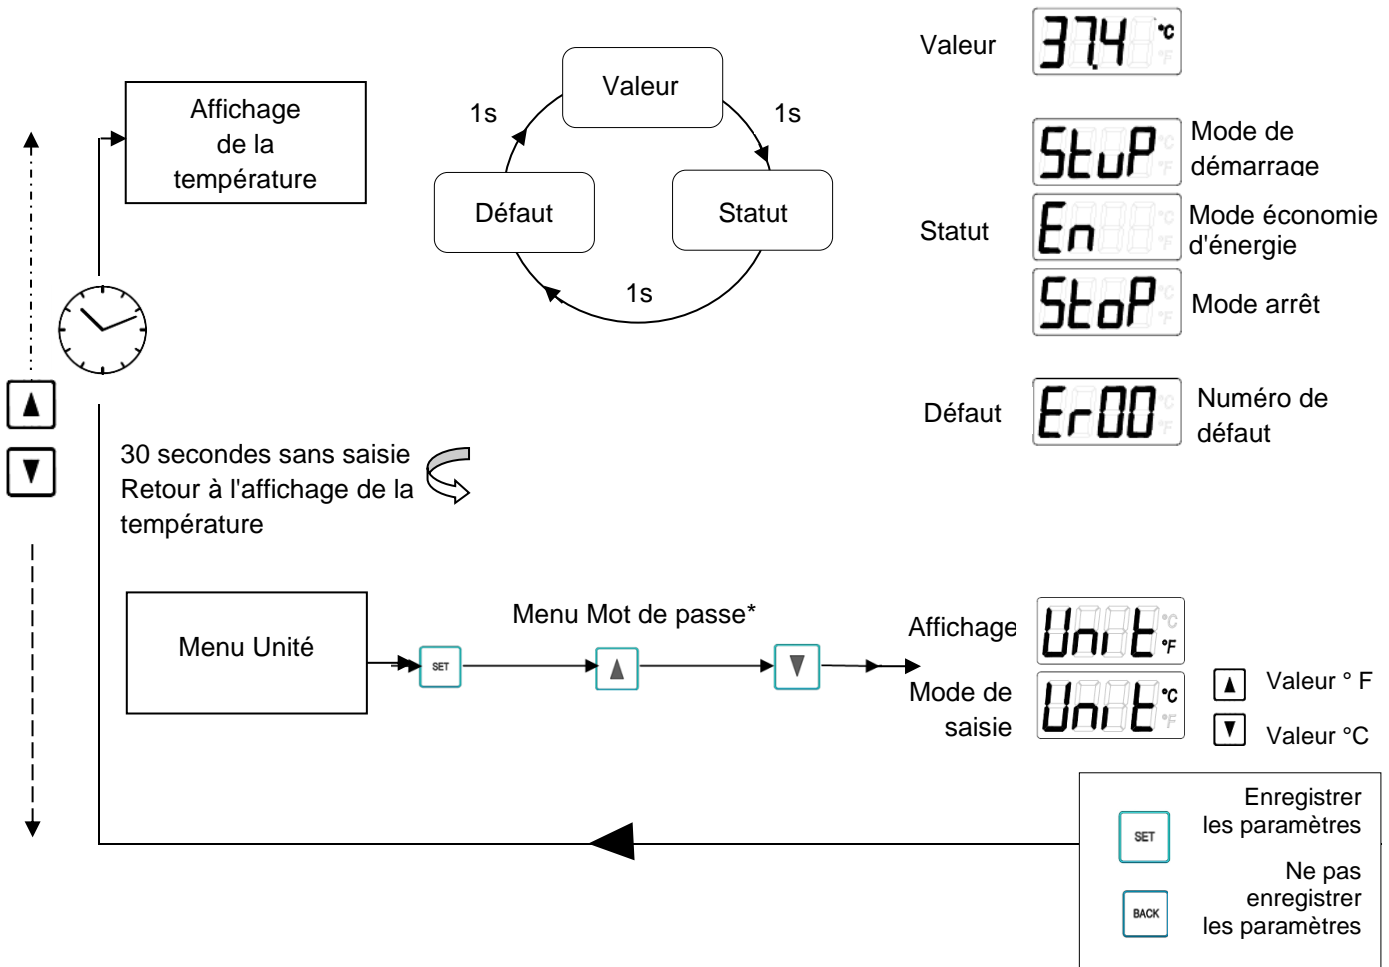 Affichage
de la
température
Valeur
1s
1s
Défaut
Statut
1s
Valeur
37.4 °C
°F
StuP °C
°F
Mode de
démarrage
Statut
En °C
°F
Mode économie
d'énergie
StoP °C
°F
Mode arrêt
Défaut
Er00 °C
°F
Numéro de
défaut
30 secondes sans saisie
Retour à l'affichage de la
température
Menu Unité
SET
Menu Mot de passe*
Affichage
Unit °C
°F
Mode de
saisie
Unit °C
°F
Valeur ° F
Valeur °C
SET
Enregistrer
les paramètres
BACK
Ne pas
enregistrer
les paramètres